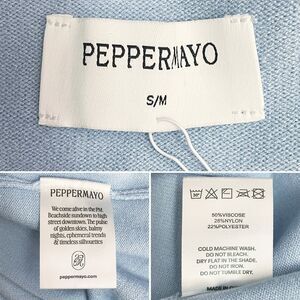 PEPPERMAYO
S/M
PEPPERMAYO
We come alive in the PM.
Beachside sundown to high
street downtown. The pulse
of golden skies, balmy
nights, ephemeral trends
& timeless silhouettes
peppermayo.com
50%VISCOSE
28%NYLON
22%POLYESTER
COLD MACHINE WASH.
DO NOT BLEACH.
DRY FLAT IN THE SHADE.
DO NOT IRON.
DO NOT TUMBLE DRY.
MADE IN